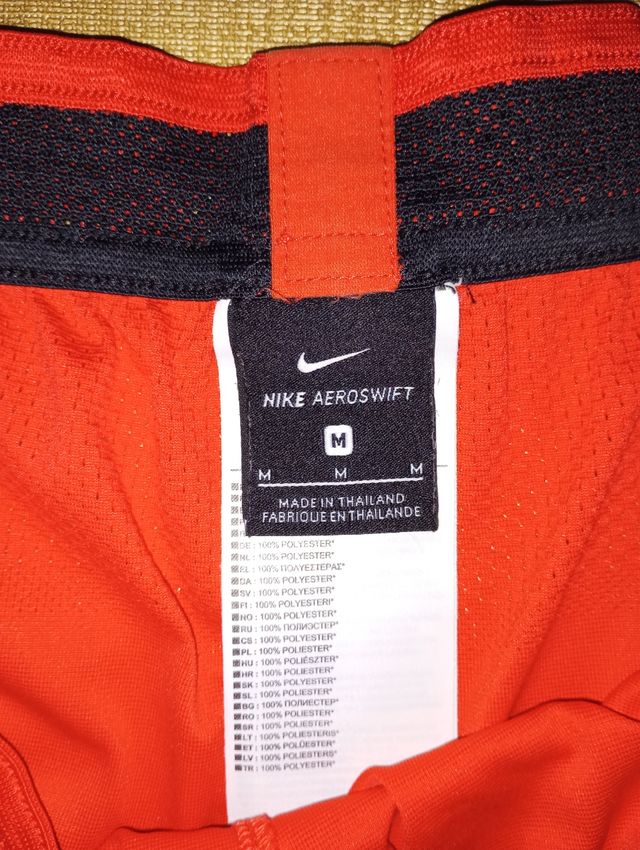 NIKE AEROSWIFT
M
M M M
MADE IN THAILAND
FABRIQUE EN THAILANDE
DE : 100% POLYESTER*
NL : 100% POLYESTER*
EL : 100% ΠΟΛΥΕΣΤΕΡΑΣ*
DA : 100% POLYESTER*
SV : 100% POLYESTER*
FI : 100% POLYESTERI*
NO : 100% POLYESTER*
RU : 100% ПОЛИЭСТЕР*
CS : 100% POLYESTER*
PL : 100% POLIESTER*
HU : 100% POLIÉSZTER*
HR : 100% POLIESTER*
SK : 100% POLYESTER*
SL : 100% POLIESTER*
BG : 100% ПОЛИЕСТЕР*
RO : 100% POLIESTER*
SR : 100% POLIESTER*
LT : 100% POLIESTERIS*
ET : 100% POLÜESTER*
LV : 100% POLIESTERS*
TR : 100% POLYESTER*